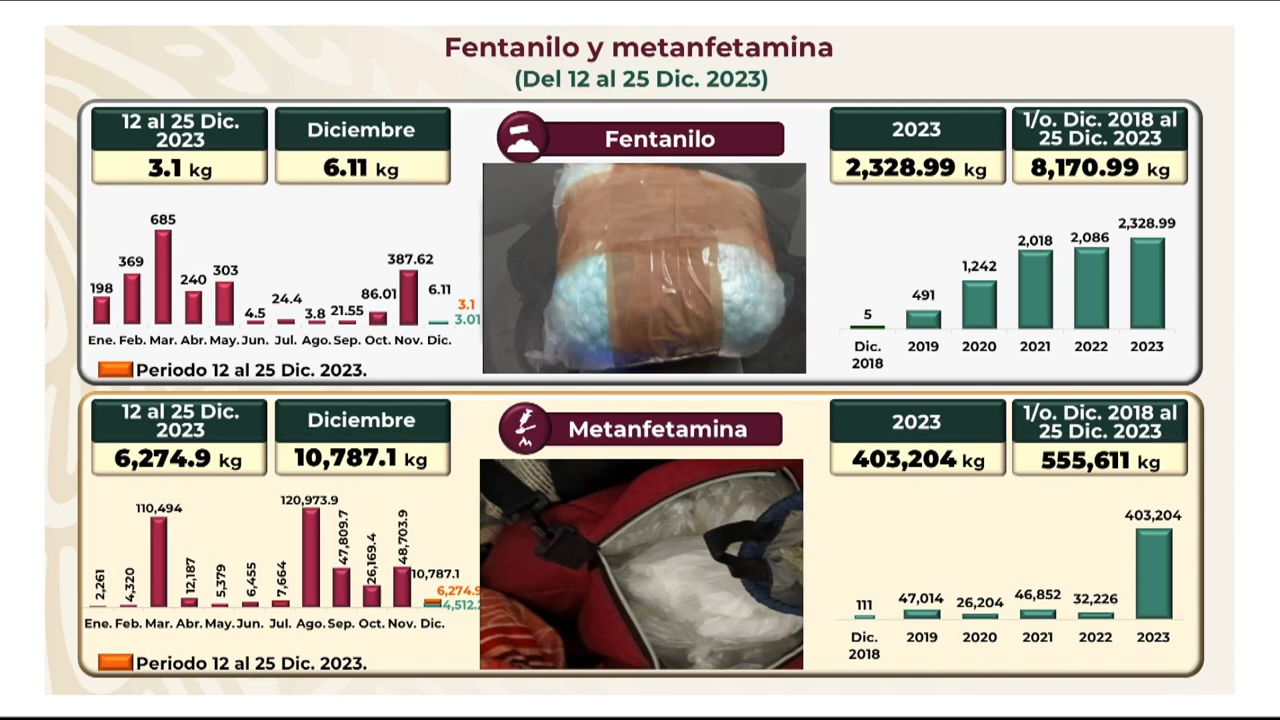 Fentanilo y metanfetamina
(Del 12 al 25 Dic. 2023)
12 al 25 Dic.
2023
3.1 kg
Diciembre
6.11 kg
Fentanilo
2023
2,328.99 kg
1/o. Dic. 2018 al
25 Dic. 2023
8,170.99 kg
198 369 685 240 303 4.5 24.4 3.8 21.55 86.01 387.62 6.11
3.1
3.01
Ene. Feb. Mar. Abr. May. Jun. Jul. Ago. Sep. Oct. Nov. Dic.
Periodo 12 al 25 Dic. 2023.
5 491 1,242 2,018 2,086 2,328.99
Dic.
2018 2019 2020 2021 2022 2023
12 al 25 Dic.
2023
6,274.9 kg
Diciembre
10,787.1 kg
Metanfetamina
2023
403,204 kg
1/o. Dic. 2018 al
25 Dic. 2023
555,611 kg
2,261 4,320 110,494 12,187 5,379 6,455 7,664 120,973.9 47,809.7 26,169.4 48,703.9 10,787.1
6,274.9
4,512.2
Ene. Feb. Mar. Abr. May. Jun. Jul. Ago. Sep. Oct. Nov. Dic.
Periodo 12 al 25 Dic. 2023.
111 47,014 26,204 46,852 32,226 403,204
Dic.
2018 2019 2020 2021 2022 2023